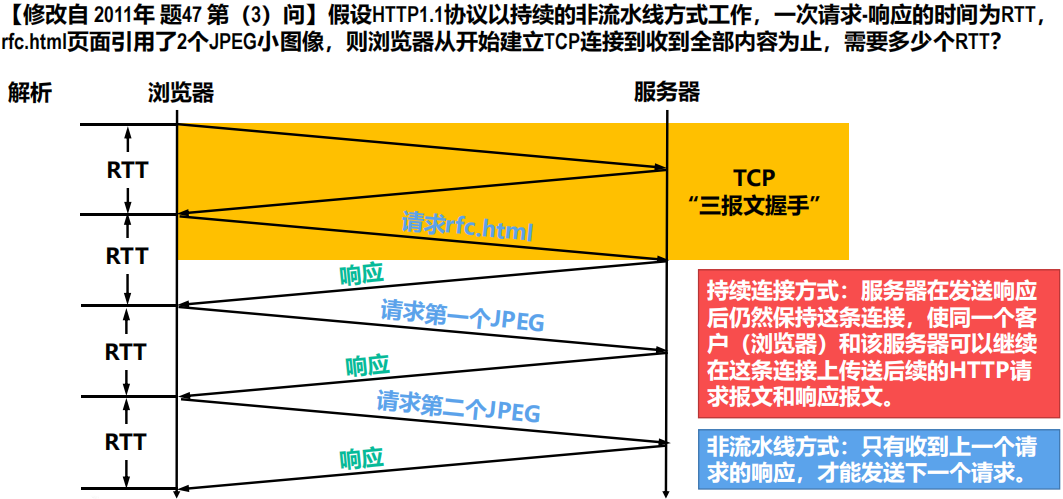 【修改自 2011年 题47 第（3）问】假设HTTP1.1协议以持续的非流水线方式工作，一次请求-响应的时间为RTT，
rfc.html页面引用了2个JPEG小图像，则浏览器从开始建立TCP连接到收到全部内容为止，需要多少个RTT？
解析
浏览器
服务器
RTT
TCP
“三报文握手”
请求rfc.html
RTT
响应
请求第一个JPEG
RTT
响应
请求第二个JPEG
RTT
响应
持续连接方式：服务器在发送响应
后仍然保持这条连接，使同一个客
户（浏览器）和该服务器可以继续
在这条连接上传送后续的HTTP请
求报文和响应报文。
非流水线方式：只有收到上一个请
求的响应，才能发送下一个请求。